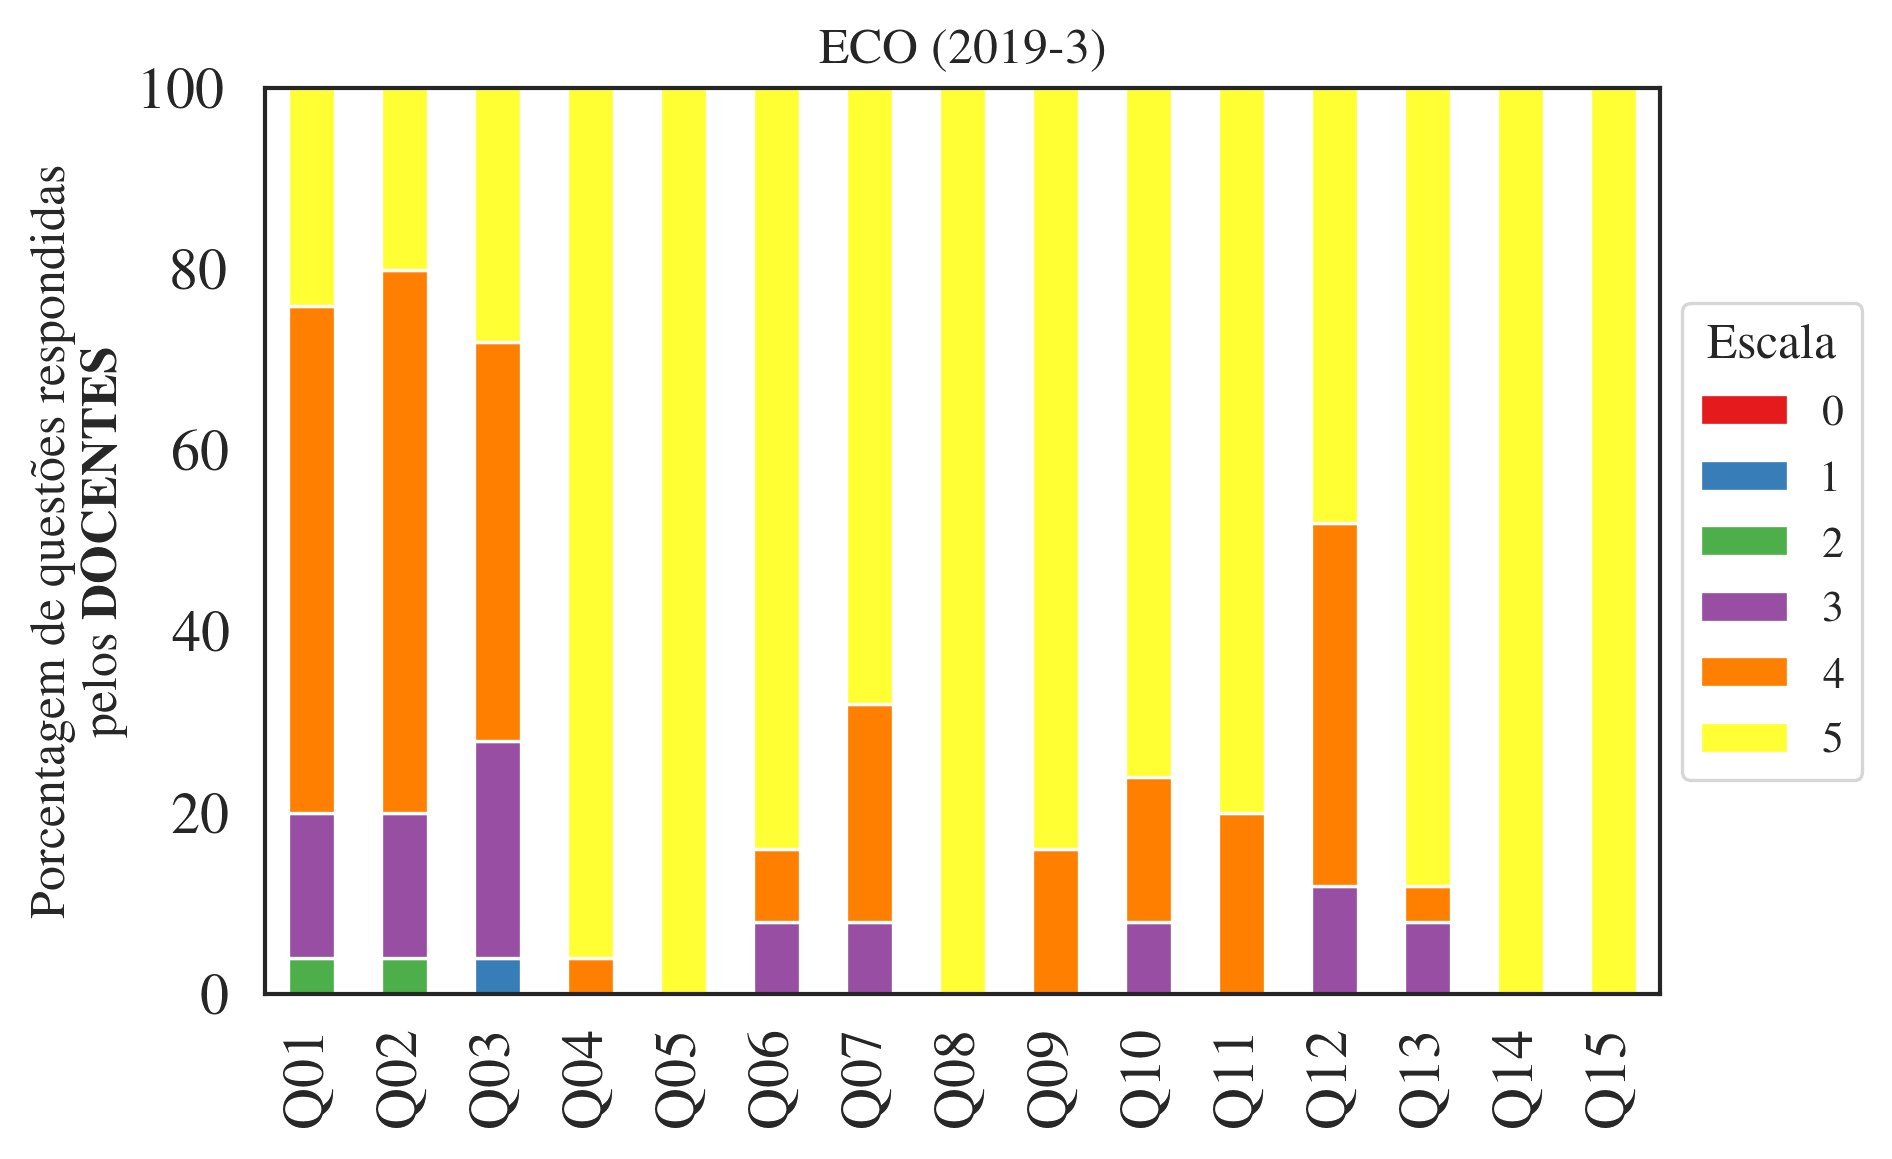 ECO (2019-3)
Porcentagem de questões respondidas
pelos DOCENTES
100
80
60
40
20
0
Q01
Q02
Q03
Q04
Q05
Q06
Q07
Q08
Q09
Q10
Q11
Q12
Q13
Q14
Q15
Escala
0
1
2
3
4
5